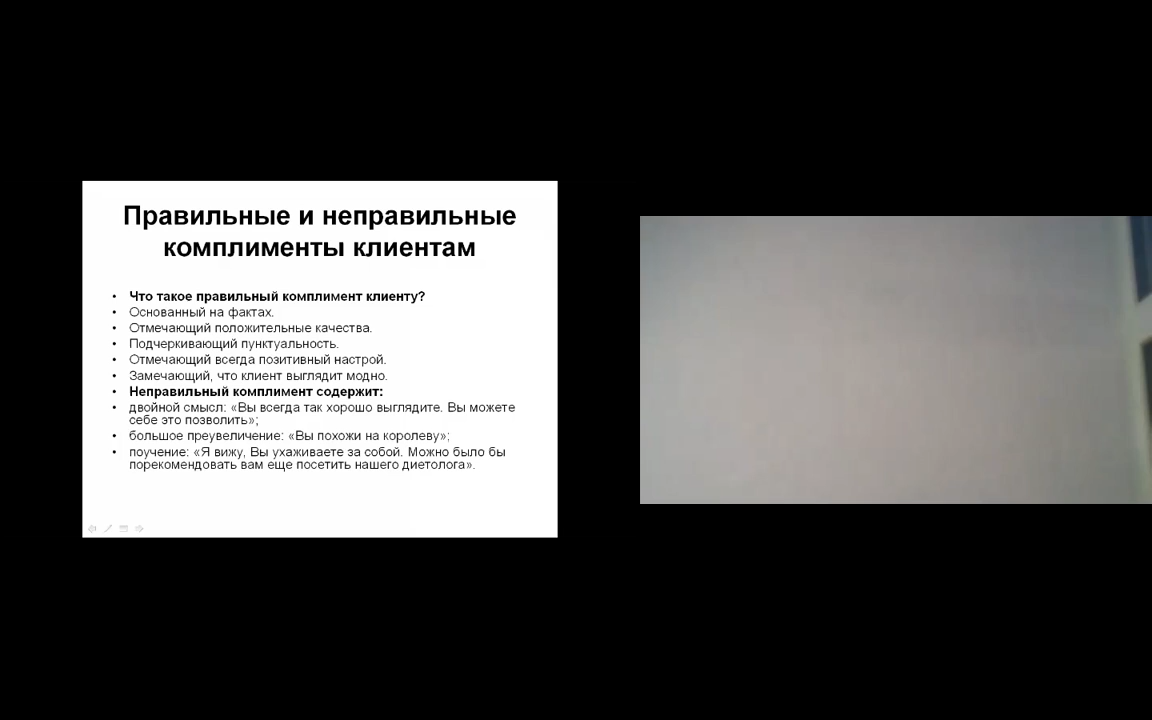 Правильные и неправильные
комплименты клиентам
• Что такое правильный комплимент клиенту?
• Основанный на фактах.
• Отмечающий положительные качества.
• Подчеркивающий пунктуальность.
• Отмечающий всегда позитивный настрой.
• Замечающий, что клиент выглядит модно.
• Неправильный комплимент содержит:
• двойной смысл: «Вы всегда так хорошо выглядите. Вы можете
себе это позволить»;
• большое преувеличение: «Вы похожи на королеву»;
• поучение: «Я вижу, Вы ухаживаете за собой. Можно было бы
порекомендовать вам еще посетить нашего диетолога».